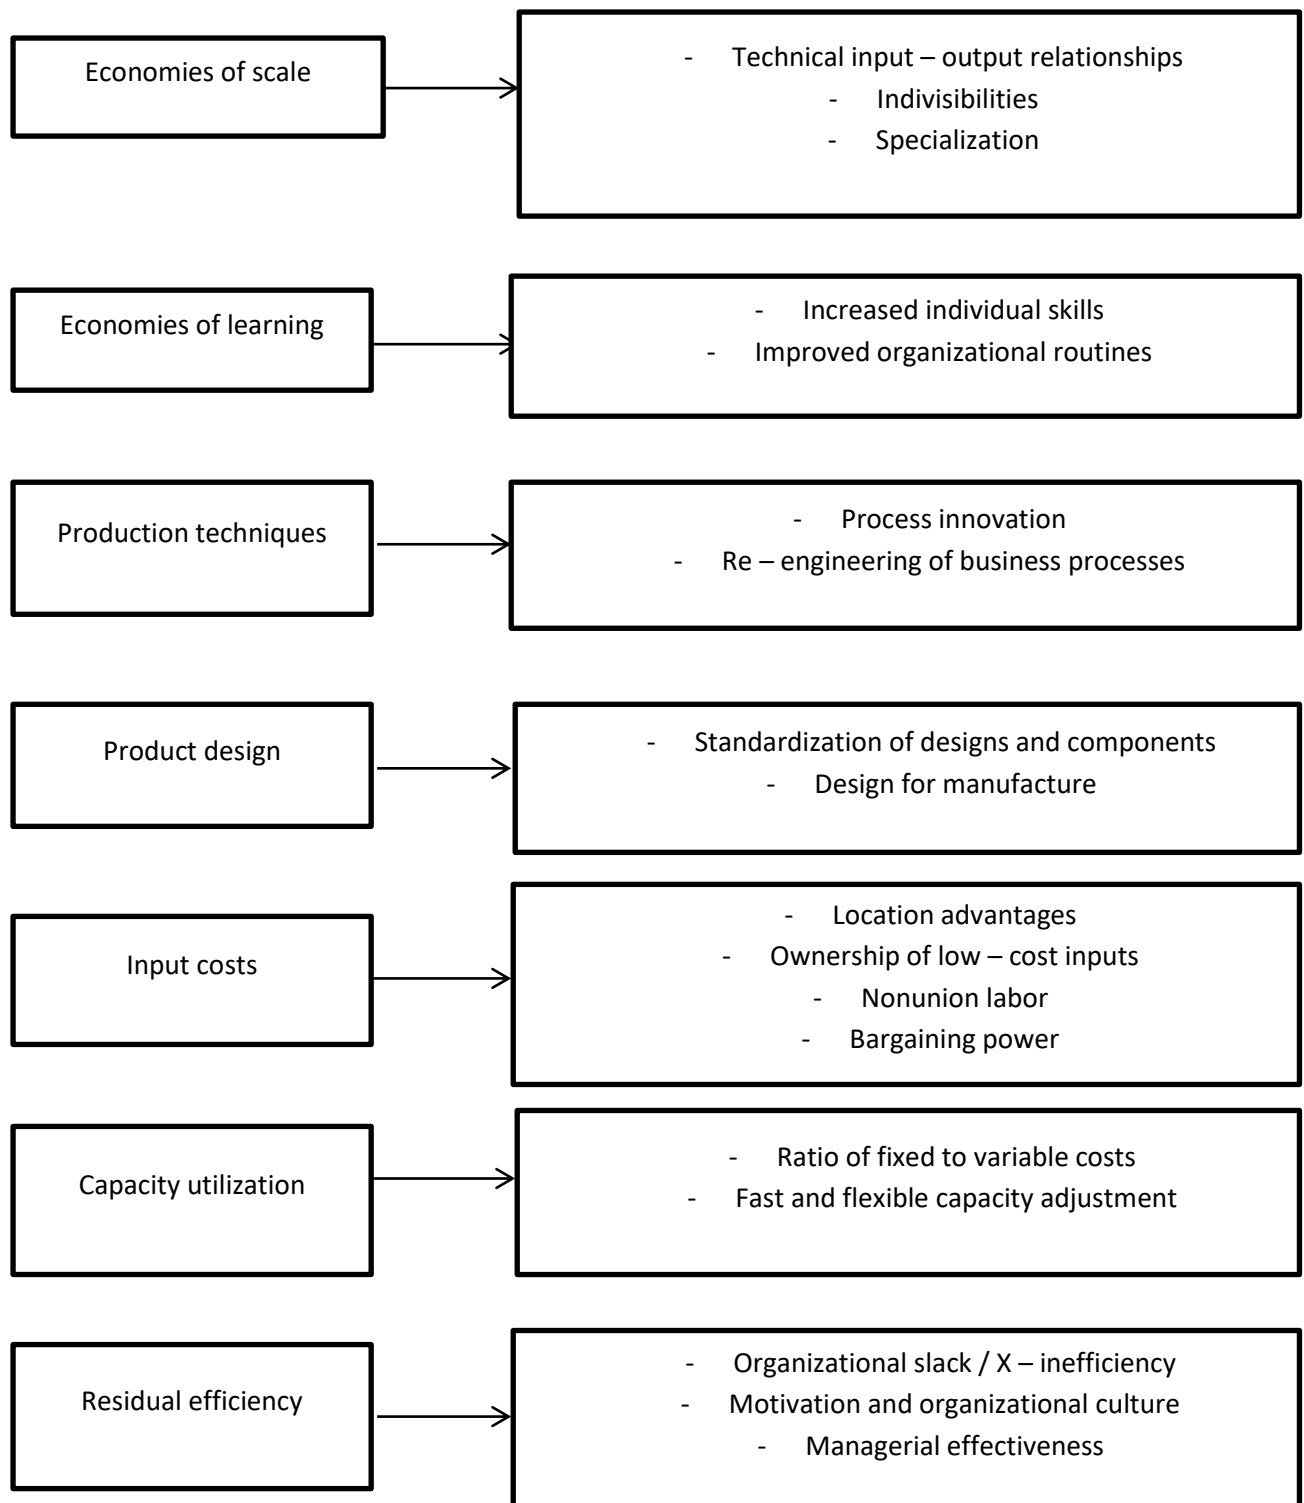 Economies of scale
- Technical input – output relationships
- Indivisibilities
- Specialization
Economies of learning
- Increased individual skills
- Improved organizational routines
Production techniques
- Process innovation
- Re – engineering of business processes
Product design
- Standardization of designs and components
- Design for manufacture
Input costs
- Location advantages
- Ownership of low – cost inputs
- Nonunion labor
- Bargaining power
Capacity utilization
- Ratio of fixed to variable costs
- Fast and flexible capacity adjustment
Residual efficiency
- Organizational slack / X – inefficiency
- Motivation and organizational culture
- Managerial effectiveness